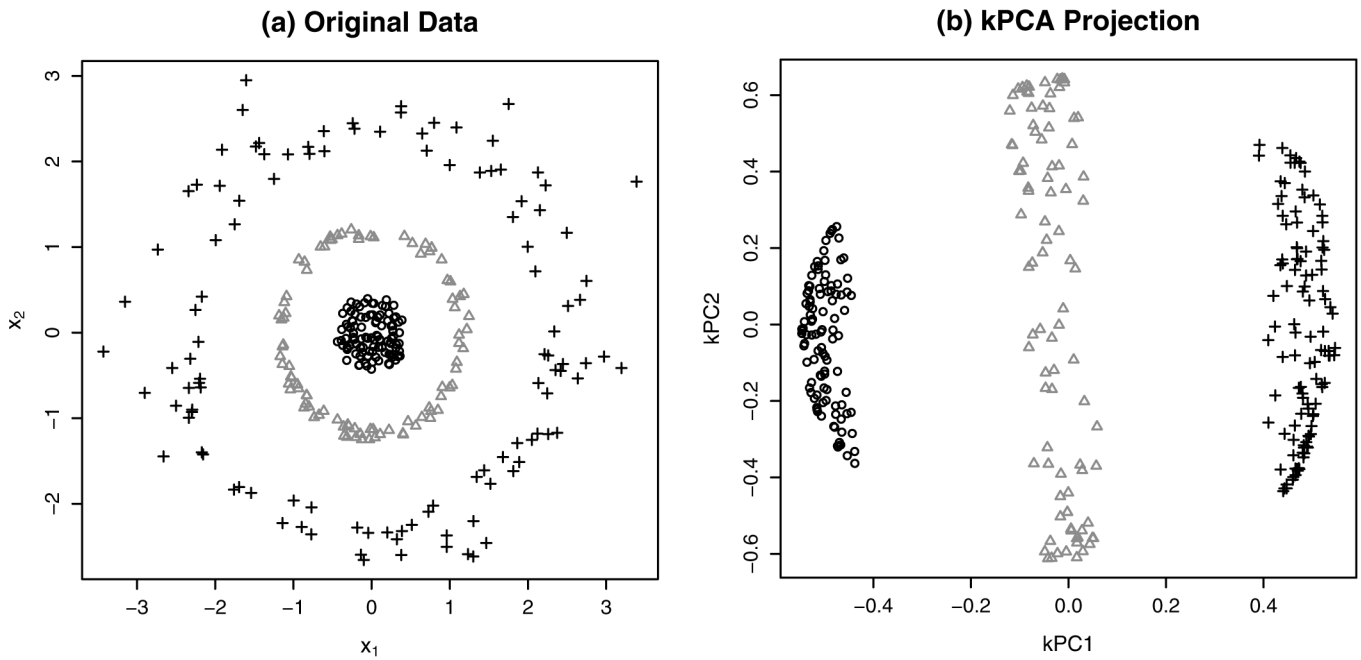 (a) Original Data
(b) kPCA Projection
3
2
1
0
−1
−2
x2
−3 −2 −1 0 1 2 3
x1
0.6
0.4
0.2
0.0
−0.2
−0.4
−0.6
kPC2
−0.4 −0.2 0.0 0.2 0.4
kPC1